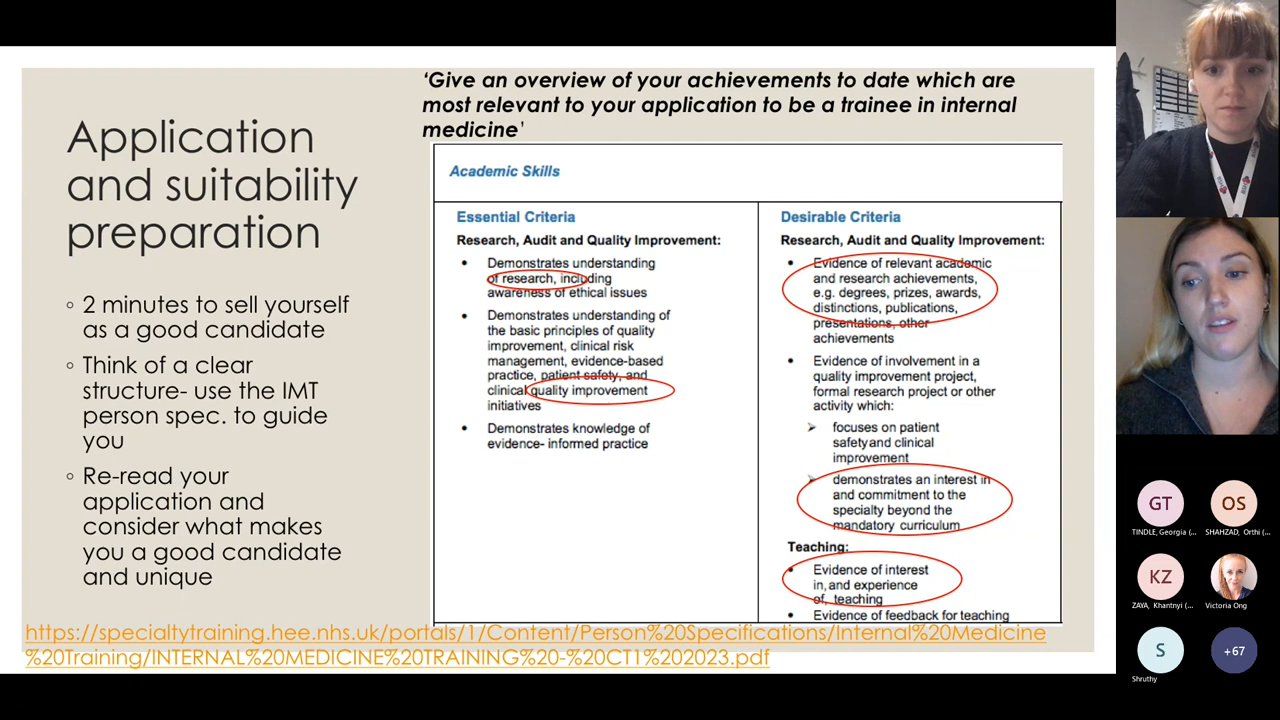 Application
and suitability
preparation
◦ 2 minutes to sell yourself
as a good candidate
◦ Think of a clear
structure- use the IMT
person spec. to guide
you
◦ Re-read your
application and
consider what makes
you a good candidate
and unique
‘Give an overview of your achievements to date which are
most relevant to your application to be a trainee in internal
medicine’
Academic Skills
Essential Criteria
Research, Audit and Quality Improvement:
• Demonstrates understanding
of research, including
awareness of ethical issues
• Demonstrates understanding of
the basic principles of quality
improvement, clinical risk
management, evidence-based
practice, patient safety, and
clinical quality improvement
initiatives
• Demonstrates knowledge of
evidence- informed practice
Desirable Criteria
Research, Audit and Quality Improvement:
• Evidence of relevant academic
and research achievements,
e.g. degrees, prizes, awards,
distinctions, publications,
presentations, other
achievements
• Evidence of involvement in a
quality improvement project,
formal research project or other
activity which:
➢ focuses on patient
safety and clinical
improvement
➢ demonstrates an interest in
and commitment to the
specialty beyond the
mandatory curriculum
Teaching:
• Evidence of interest
in, and experience
of, teaching
• Evidence of feedback for teaching
https://specialtytraining.hee.nhs.uk/portals/1/Content/Person%20Specifications/Internal%20Medicine
%20Training/INTERNAL%20MEDICINE%20TRAINING%20-%20CT1%202023.pdf
GT
TINDLE, Georgia (...
OS
SHAHZAD, Orthi (...
KZ
ZAYA, Khantnyi (...
Victoria Ong
S
Shruthy
+67